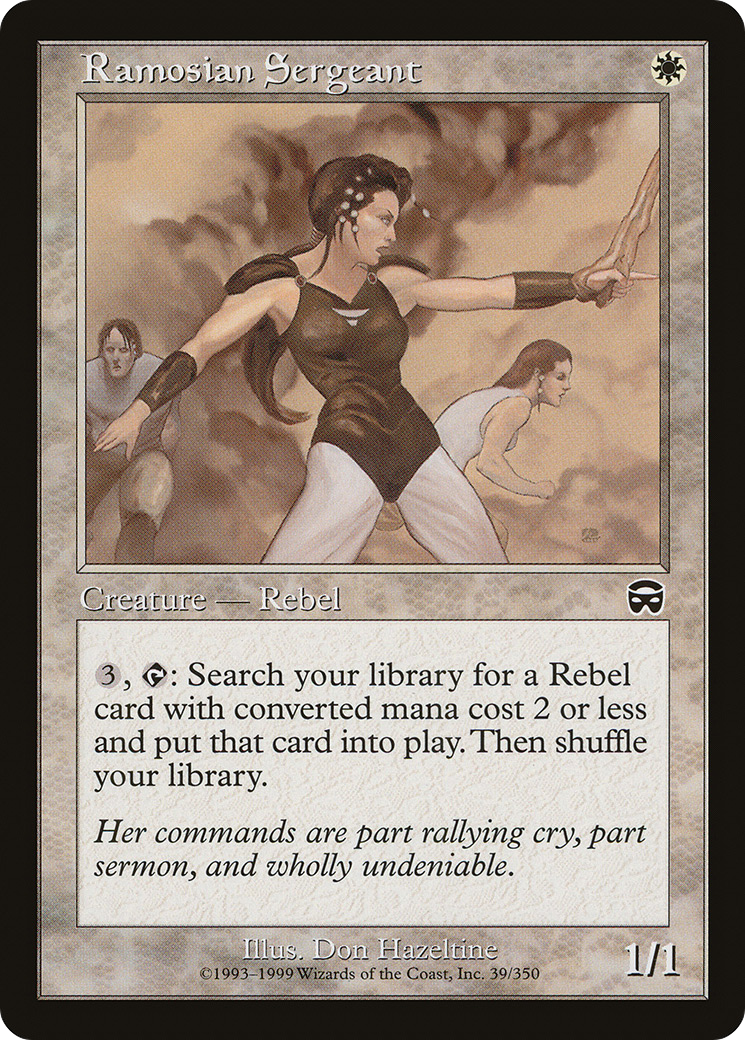 Ramosian Sergeant
Creature — Rebel
3, : Search your library for a Rebel
card with converted mana cost 2 or less
and put that card into play. Then shuffle
your library.
Her commands are part rallying cry, part
sermon, and wholly undeniable.
Illus. Don Hazeltine
©1993–1999 Wizards of the Coast, Inc. 39/350
1/1